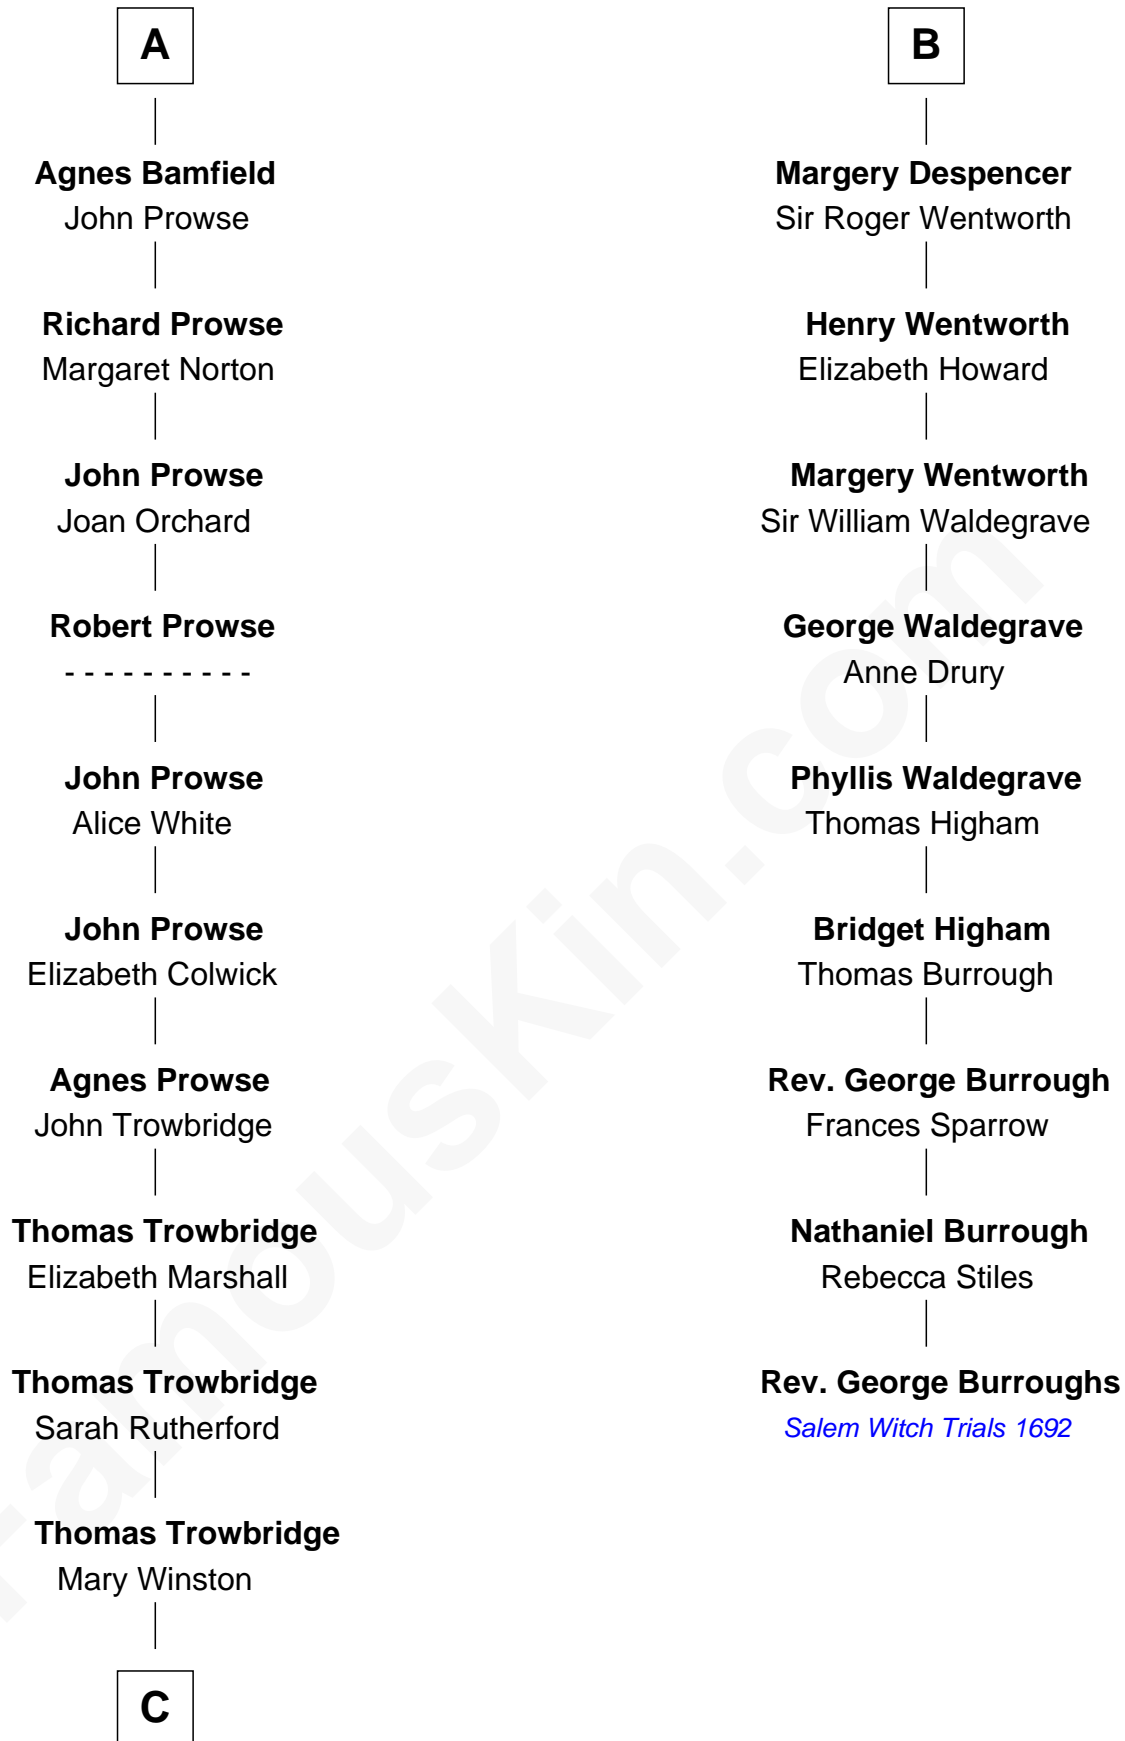 A
Agnes Bamfield
John Prowse
Richard Prowse
Margaret Norton
John Prowse
Joan Orchard
Robert Prowse
- - - - - - - - - -
John Prowse
Alice White
John Prowse
Elizabeth Colwick
Agnes Prowse
John Trowbridge
Thomas Trowbridge
Elizabeth Marshall
Thomas Trowbridge
Sarah Rutherford
Thomas Trowbridge
Mary Winston
C
B
Margery Despencer
Sir Roger Wentworth
Henry Wentworth
Elizabeth Howard
Margery Wentworth
Sir William Waldegrave
George Waldegrave
Anne Drury
Phyllis Waldegrave
Thomas Higham
Bridget Higham
Thomas Burrough
Rev. George Burrough
Frances Sparrow
Nathaniel Burrough
Rebecca Stiles
Rev. George Burroughs
Salem Witch Trials 1692
FamousKin.com